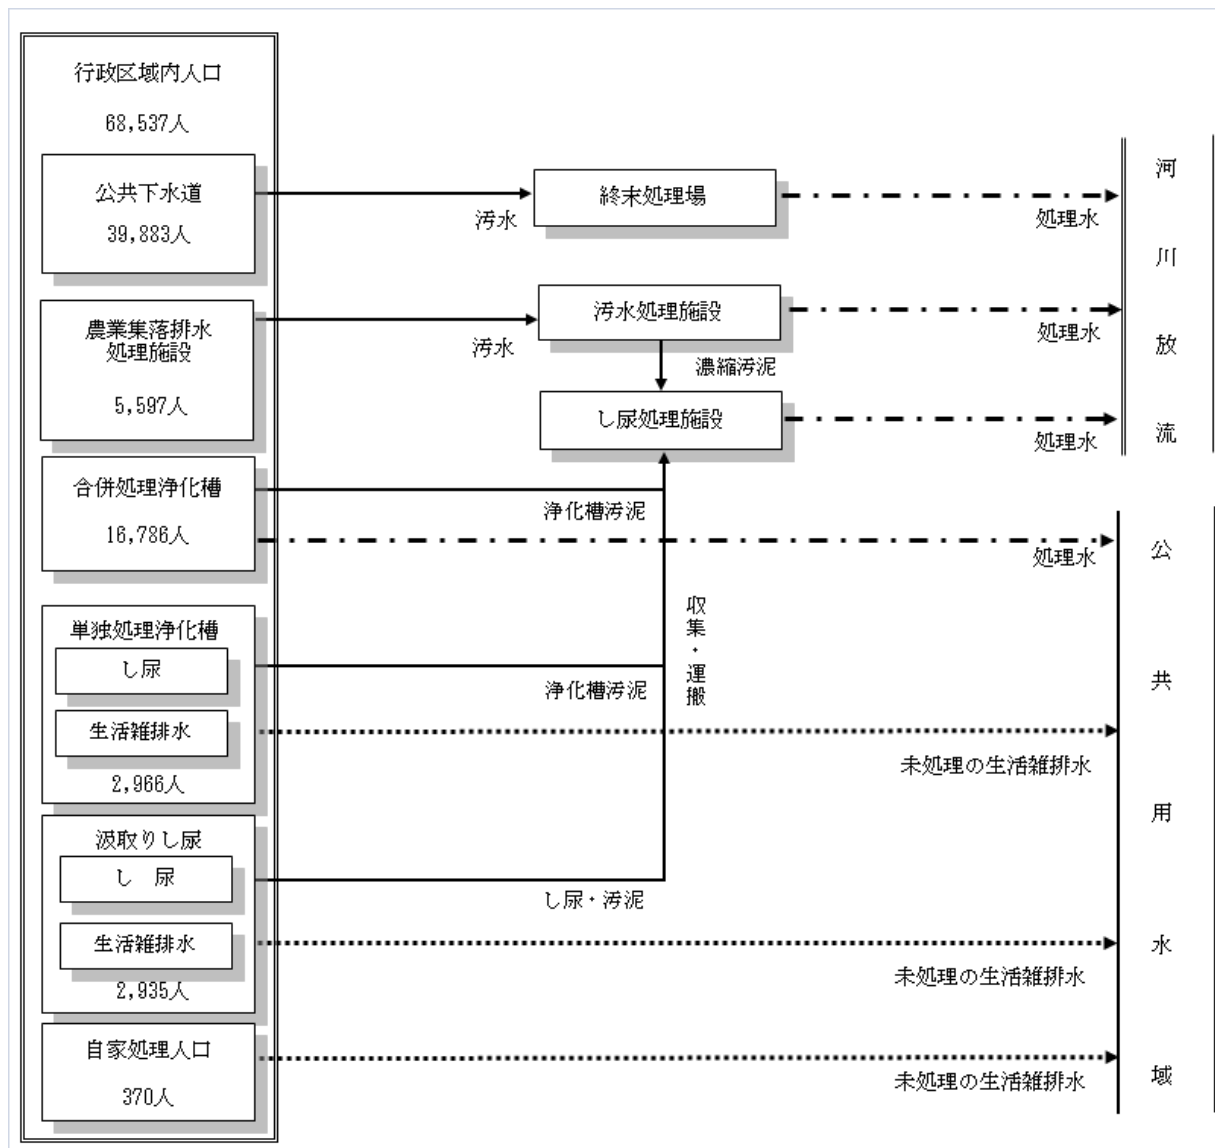 行政区域内人口
68,537人
公共下水道
39,883人
汚水
終末処理場
処理水
農業集落排水
処理施設
5,597人
汚水
汚水処理施設
処理水
濃縮汚泥
し尿処理施設
処理水
河川放流
合併処理浄化槽
16,786人
浄化槽汚泥
処理水
収集・運搬
単独処理浄化槽
し尿
浄化槽汚泥
生活雑排水
2,966人
未処理の生活雑排水
汲取りし尿
し 尿
し尿・汚泥
生活雑排水
2,935人
未処理の生活雑排水
自家処理人口
370人
未処理の生活雑排水
公共用水域